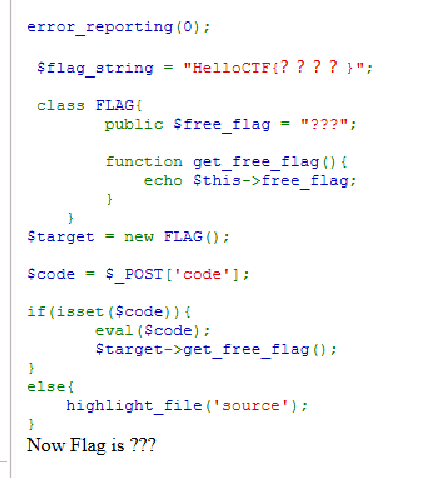 error_reporting(0);
$flag_string = "HelloCTF{? ? ? ? }";
class FLAG{
public $free_flag = "???";
function get_free_flag(){
echo $this->free_flag;
}
}
$target = new FLAG();
$code = $_POST['code'];
if(isset($code)){
eval($code);
$target->get_free_flag();
}
else{
highlight_file('source');
}
Now Flag is ???